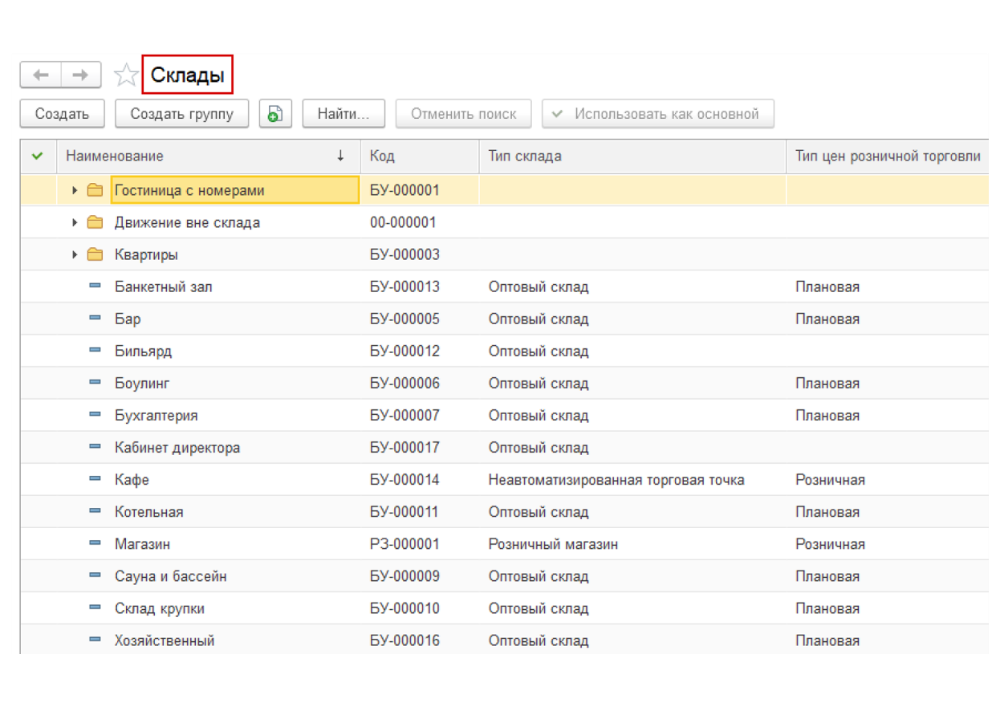 Склады
Создать Создать группу Найти... Отменить поиск Использовать как основной
Наименование ↓ Код Тип склада Тип цен розничной торговли
Гостиница с номерами БУ-000001
Движение вне склада 00-000001
Квартиры БУ-000003
Банкетный зал БУ-000013 Оптовый склад Плановая
Бар БУ-000005 Оптовый склад Плановая
Бильярд БУ-000012 Оптовый склад
Боулинг БУ-000006 Оптовый склад Плановая
Бухгалтерия БУ-000007 Оптовый склад Плановая
Кабинет директора БУ-000017 Оптовый склад
Кафе БУ-000014 Неавтоматизированная торговая точка Розничная
Котельная БУ-000011 Оптовый склад Плановая
Магазин РЗ-000001 Розничный магазин Розничная
Сауна и бассейн БУ-000009 Оптовый склад Плановая
Склад крупки БУ-000010 Оптовый склад Плановая
Хозяйственный БУ-000016 Оптовый склад Плановая